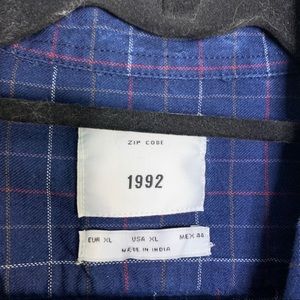 ZIP CODE
1992
EUR XL USA XL MEX 44
MADE IN INDIA